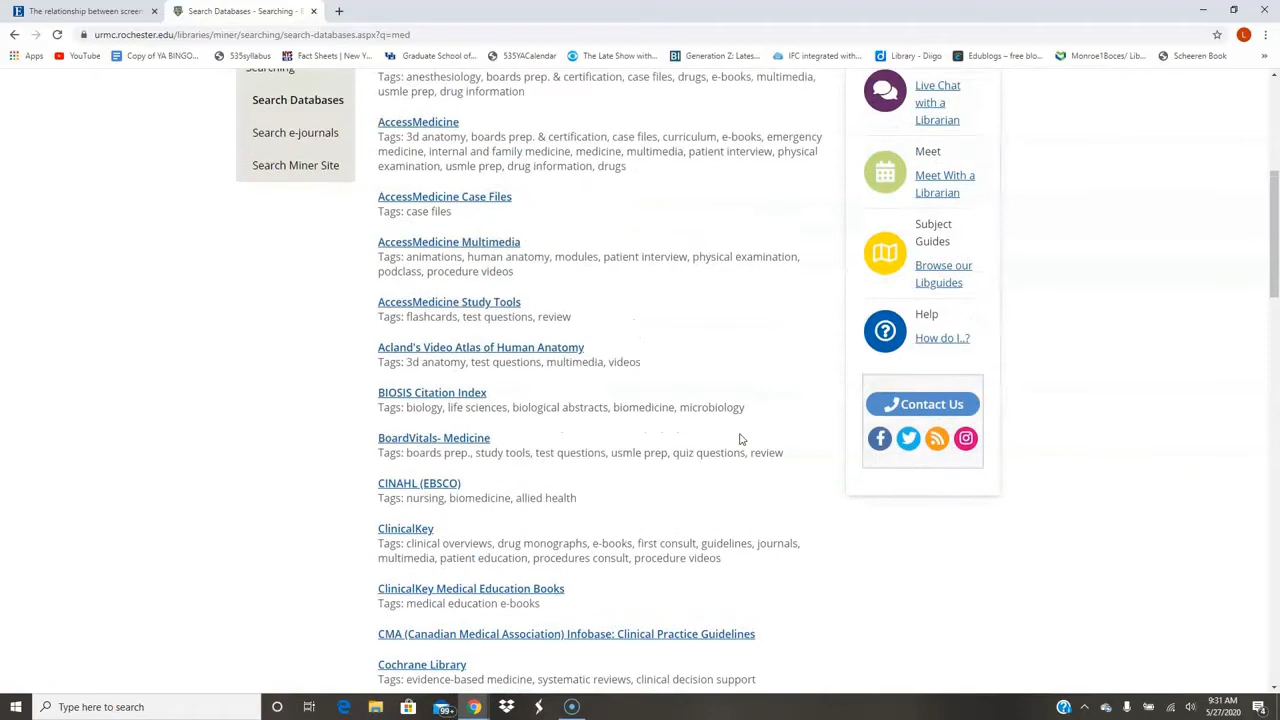 The relationship between screen
Search Databases - Searching - E
urmc.rochester.edu/libraries/miner/searching/search-databases.aspx?q=med
L
Apps
YouTube
Copy of YA BINGO...
535syllabus
Fact Sheets | New Y...
Graduate School of...
535YACalendar
The Late Show with...
Generation Z: Lates...
IFC integrated with...
Library - Diigo
Edublogs – free blo...
Monroe1Boces/ Lib...
Scheeren Book
Searching
Search Databases
Search e-journals
Search Miner Site
Tags: anesthesiology, boards prep. & certification, case files, drugs, e-books, multimedia,
usmle prep, drug information
AccessMedicine
Tags: 3d anatomy, boards prep. & certification, case files, curriculum, e-books, emergency
medicine, internal and family medicine, medicine, multimedia, patient interview, physical
examination, usmle prep, drug information, drugs
AccessMedicine Case Files
Tags: case files
AccessMedicine Multimedia
Tags: animations, human anatomy, modules, patient interview, physical examination,
podclass, procedure videos
AccessMedicine Study Tools
Tags: flashcards, test questions, review
Acland's Video Atlas of Human Anatomy
Tags: 3d anatomy, test questions, multimedia, videos
BIOSIS Citation Index
Tags: biology, life sciences, biological abstracts, biomedicine, microbiology
BoardVitals- Medicine
Tags: boards prep., study tools, test questions, usmle prep, quiz questions, review
CINAHL (EBSCO)
Tags: nursing, biomedicine, allied health
ClinicalKey
Tags: clinical overviews, drug monographs, e-books, first consult, guidelines, journals,
multimedia, patient education, procedures consult, procedure videos
ClinicalKey Medical Education Books
Tags: medical education e-books
CMA (Canadian Medical Association) Infobase: Clinical Practice Guidelines
Cochrane Library
Tags: evidence-based medicine, systematic reviews, clinical decision support
Live Chat
with a
Librarian
Meet
Meet With a
Librarian
Subject
Guides
Browse our
Libguides
Help
How do I..?
Contact Us
Type here to search
99+
9:31 AM
5/27/2020